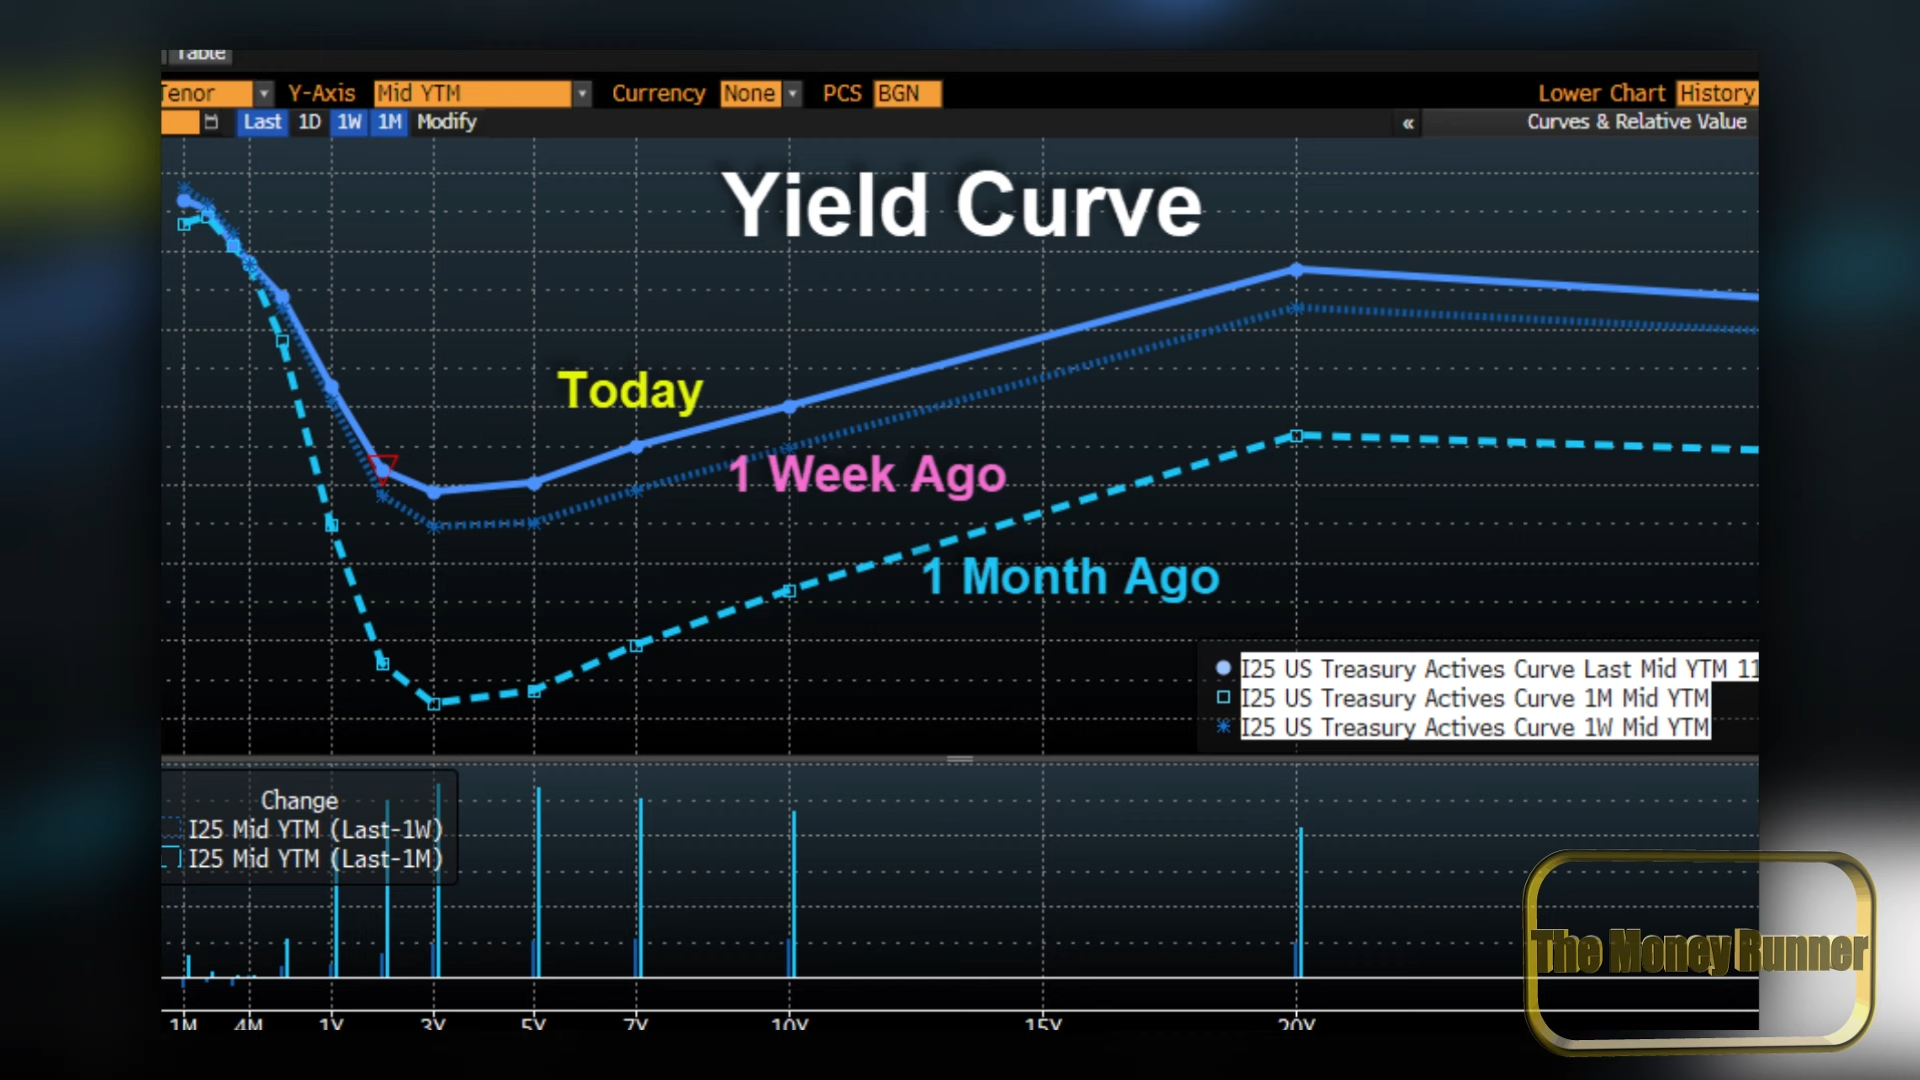 Table
Tenor Y-Axis Mid YTM Currency None PCS BGN Lower Chart History
Last 1D 1W 1M Modify « Curves & Relative Value
Yield Curve
Today
1 Week Ago
1 Month Ago
I25 US Treasury Actives Curve Last Mid YTM 11
I25 US Treasury Actives Curve 1M Mid YTM
I25 US Treasury Actives Curve 1W Mid YTM
Change
I25 Mid YTM (Last-1W)
I25 Mid YTM (Last-1M)
The Money Runner
1M 4M 1Y 3Y 5Y 7Y 10Y 15Y 20Y